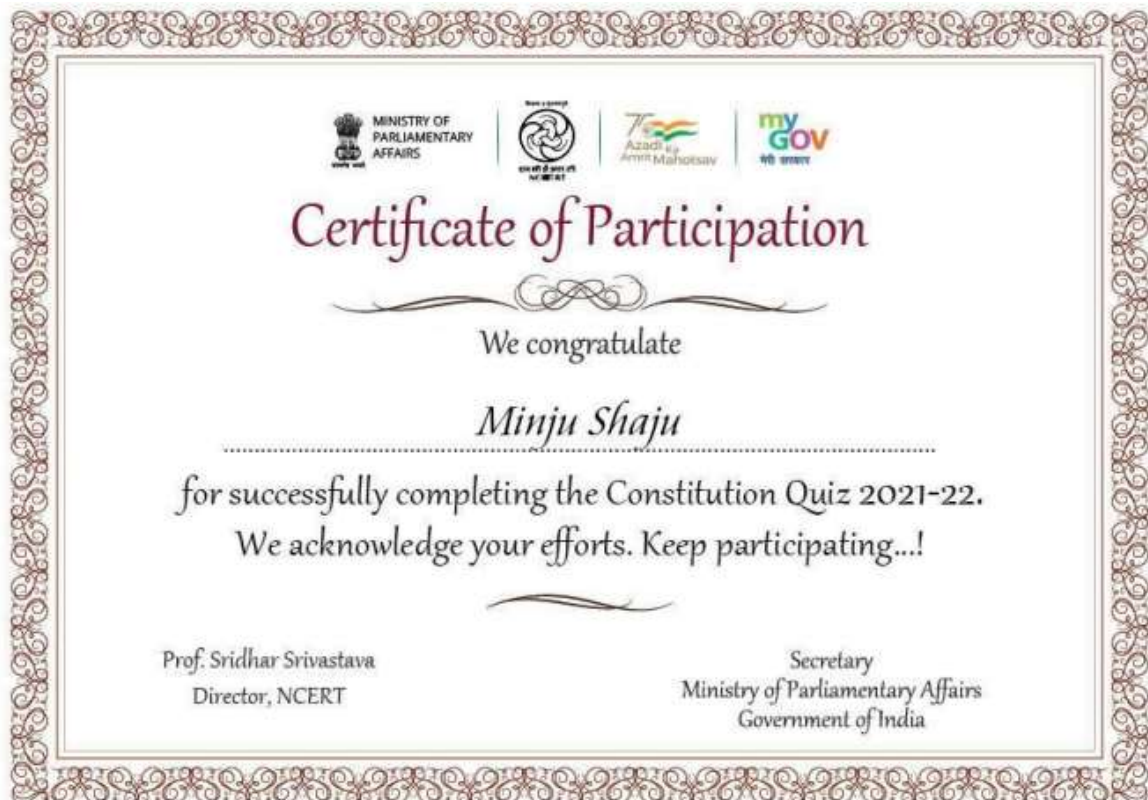 MINISTRY OF
PARLIAMENTARY
AFFAIRS
Azadi Ka
Amrit Mahotsav
my
GOV
मेरी सरकार
Certificate of Participation
We congratulate
Minju Shaju
for successfully completing the Constitution Quiz 2021-22.
We acknowledge your efforts. Keep participating...!
Prof. Sridhar Srivastava
Director, NCERT
Secretary
Ministry of Parliamentary Affairs
Government of India